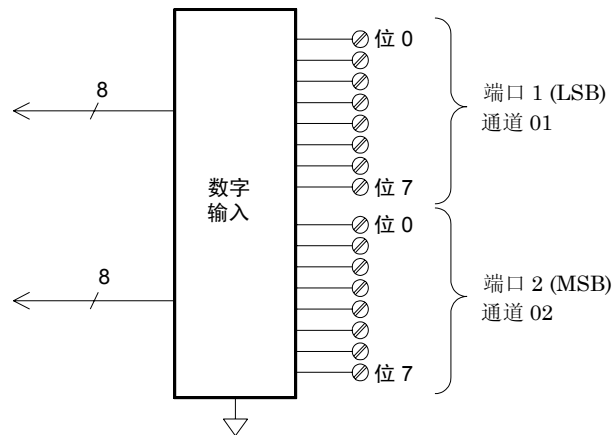 位 0
8
端口 1 (LSB)
通道 01
数字
输入
位 7
位 0
8
端口 2 (MSB)
通道 02
位 7